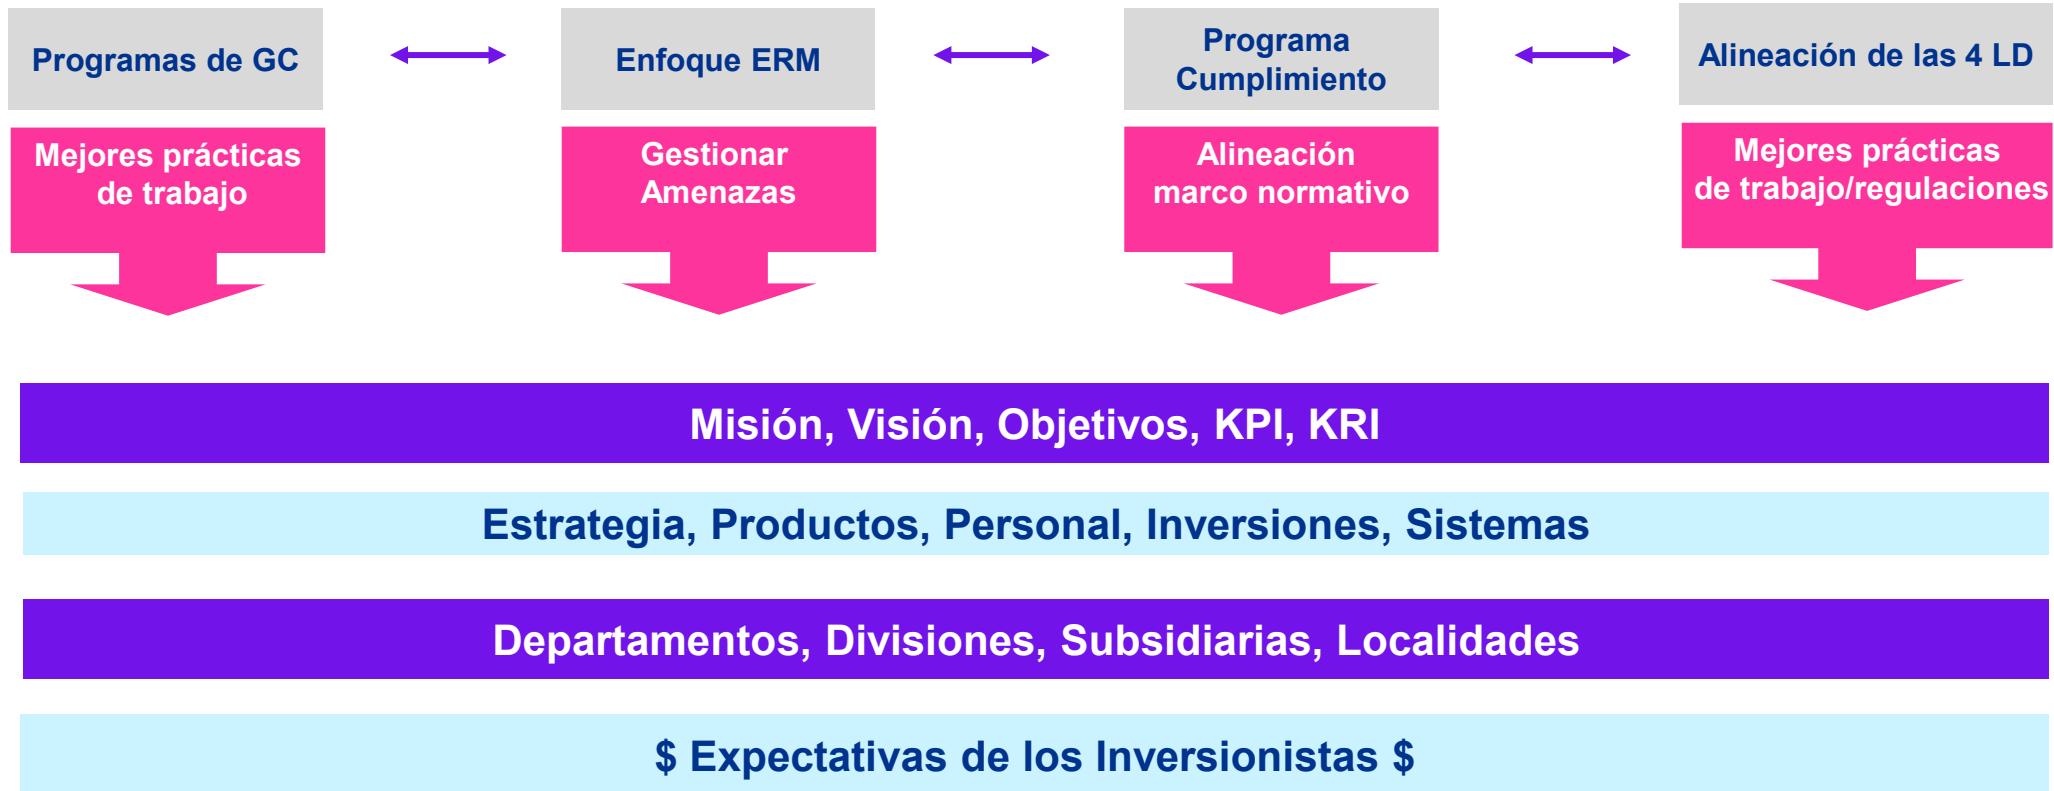 Programas de GC
Enfoque ERM
Programa
Cumplimiento
Alineación de las 4 LD
Mejores prácticas
de trabajo
Gestionar
Amenazas
Alineación
marco normativo
Mejores prácticas
de trabajo/regulaciones
Misión, Visión, Objetivos, KPI, KRI
Estrategia, Productos, Personal, Inversiones, Sistemas
Departamentos, Divisiones, Subsidiarias, Localidades
$ Expectativas de los Inversionistas $